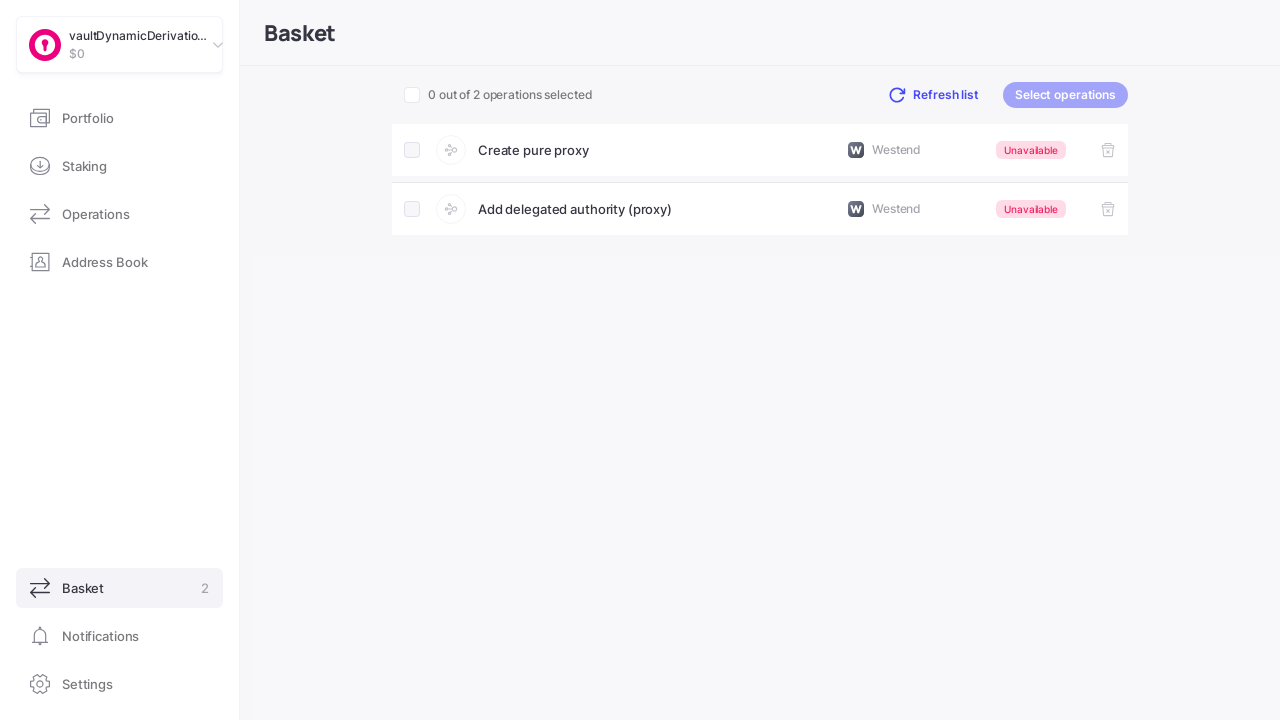 vaultDynamicDerivatio...
$0
Portfolio
Staking
Operations
Address Book
Basket 2
Notifications
Settings
Basket
0 out of 2 operations selected
Refresh list
Select operations
Create pure proxy
Westend
Unavailable
Add delegated authority (proxy)
Westend
Unavailable